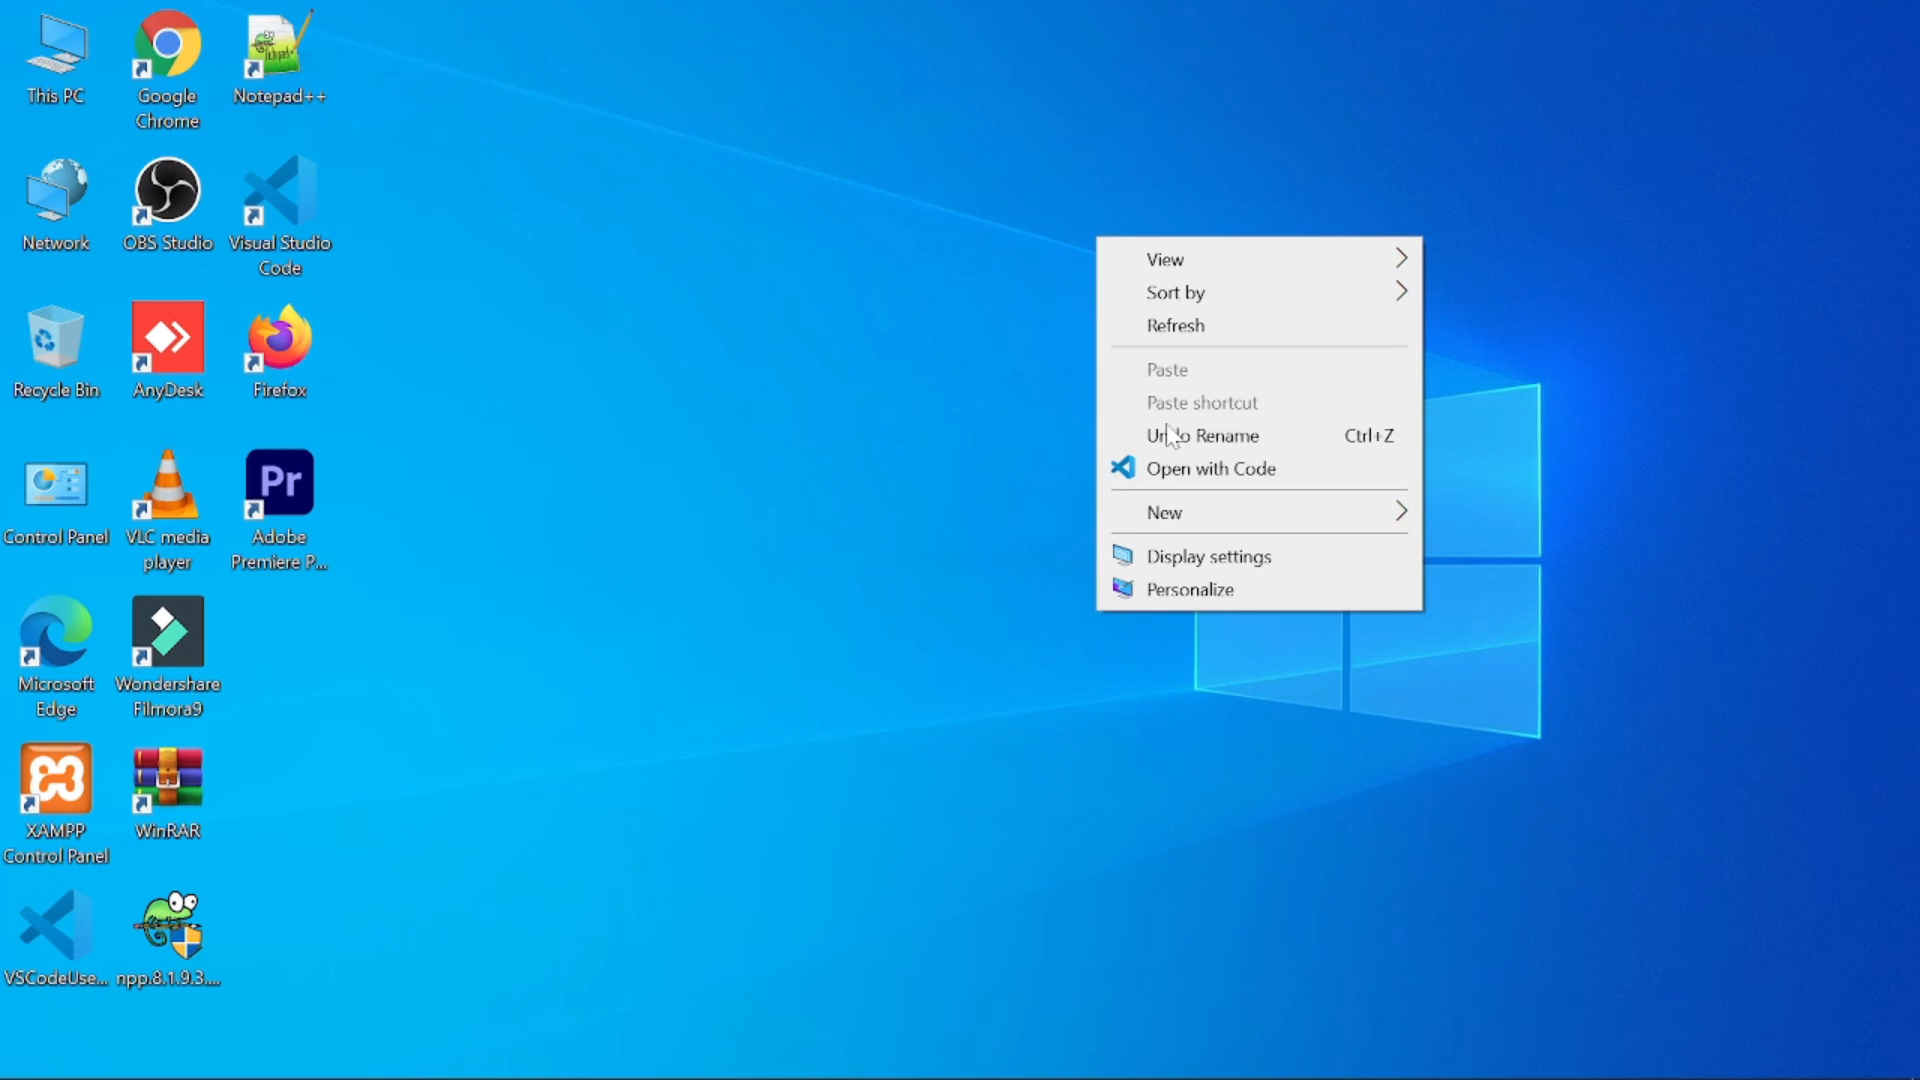 This PC
Google
Chrome
Notepad++
Network
OBS Studio
Visual Studio
Code
Recycle Bin
AnyDesk
Firefox
Control Panel
VLC media
player
Pr
Adobe
Premiere P...
Microsoft
Edge
Wondershare
Filmora9
XAMPP
Control Panel
WinRAR
VSCodeUse...
npp.8.1.9.3....
View
Sort by
Refresh
Paste
Paste shortcut
Undo Rename Ctrl+Z
Open with Code
New
Display settings
Personalize